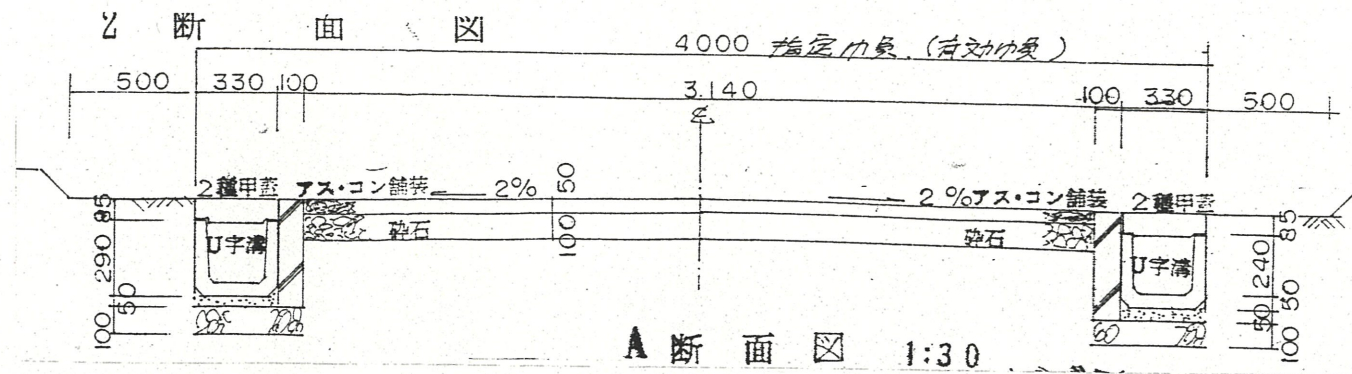 断 面 図
4000 指定巾員.(有効巾員)
500 330 100 3.140 100 330 500
2種甲蓋 アス・コン舗装 2% 50 2%アス・コン舗装 2種甲蓋
85 U字溝 砕石 100 砕石 U字溝 85
290 240
50 50 50
100 100
A断面図 1:30